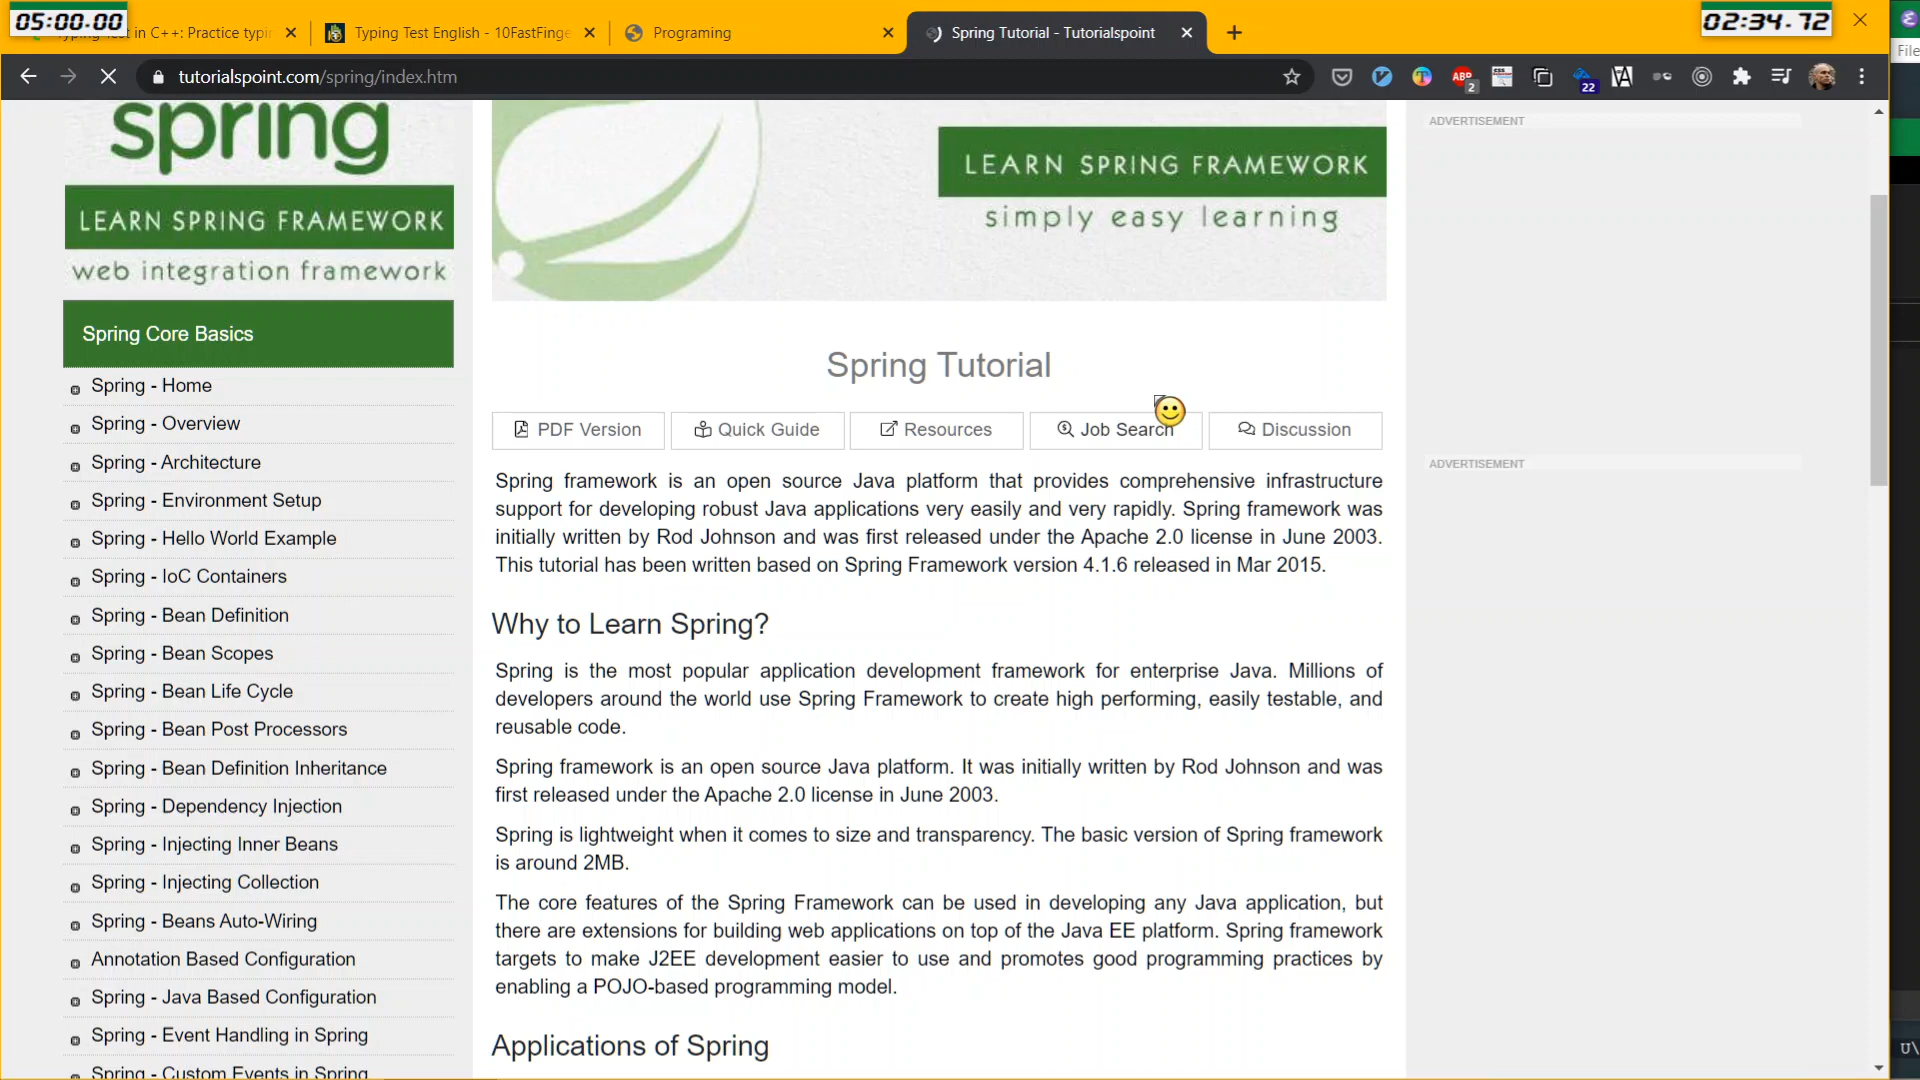 05:00.00
Typing Test in C++: Practice typin
Typing Test English - 10FastFinge
Programing
Spring Tutorial - Tutorialspoint
02:34.72
File
tutorialspoint.com/spring/index.htm
ABP
2
22
spring
LEARN SPRING FRAMEWORK
web integration framework
LEARN SPRING FRAMEWORK
simply easy learning
ADVERTISEMENT
Spring Core Basics
Spring - Home
Spring - Overview
Spring - Architecture
Spring - Environment Setup
Spring - Hello World Example
Spring - IoC Containers
Spring - Bean Definition
Spring - Bean Scopes
Spring - Bean Life Cycle
Spring - Bean Post Processors
Spring - Bean Definition Inheritance
Spring - Dependency Injection
Spring - Injecting Inner Beans
Spring - Injecting Collection
Spring - Beans Auto-Wiring
Annotation Based Configuration
Spring - Java Based Configuration
Spring - Event Handling in Spring
Spring - Custom Events in Spring
Spring Tutorial
PDF Version
Quick Guide
Resources
Job Search
Discussion
Spring framework is an open source Java platform that provides comprehensive infrastructure
support for developing robust Java applications very easily and very rapidly. Spring framework was
initially written by Rod Johnson and was first released under the Apache 2.0 license in June 2003.
This tutorial has been written based on Spring Framework version 4.1.6 released in Mar 2015.
Why to Learn Spring?
Spring is the most popular application development framework for enterprise Java. Millions of
developers around the world use Spring Framework to create high performing, easily testable, and
reusable code.
Spring framework is an open source Java platform. It was initially written by Rod Johnson and was
first released under the Apache 2.0 license in June 2003.
Spring is lightweight when it comes to size and transparency. The basic version of Spring framework
is around 2MB.
The core features of the Spring Framework can be used in developing any Java application, but
there are extensions for building web applications on top of the Java EE platform. Spring framework
targets to make J2EE development easier to use and promotes good programming practices by
enabling a POJO-based programming model.
Applications of Spring
ADVERTISEMENT
U\